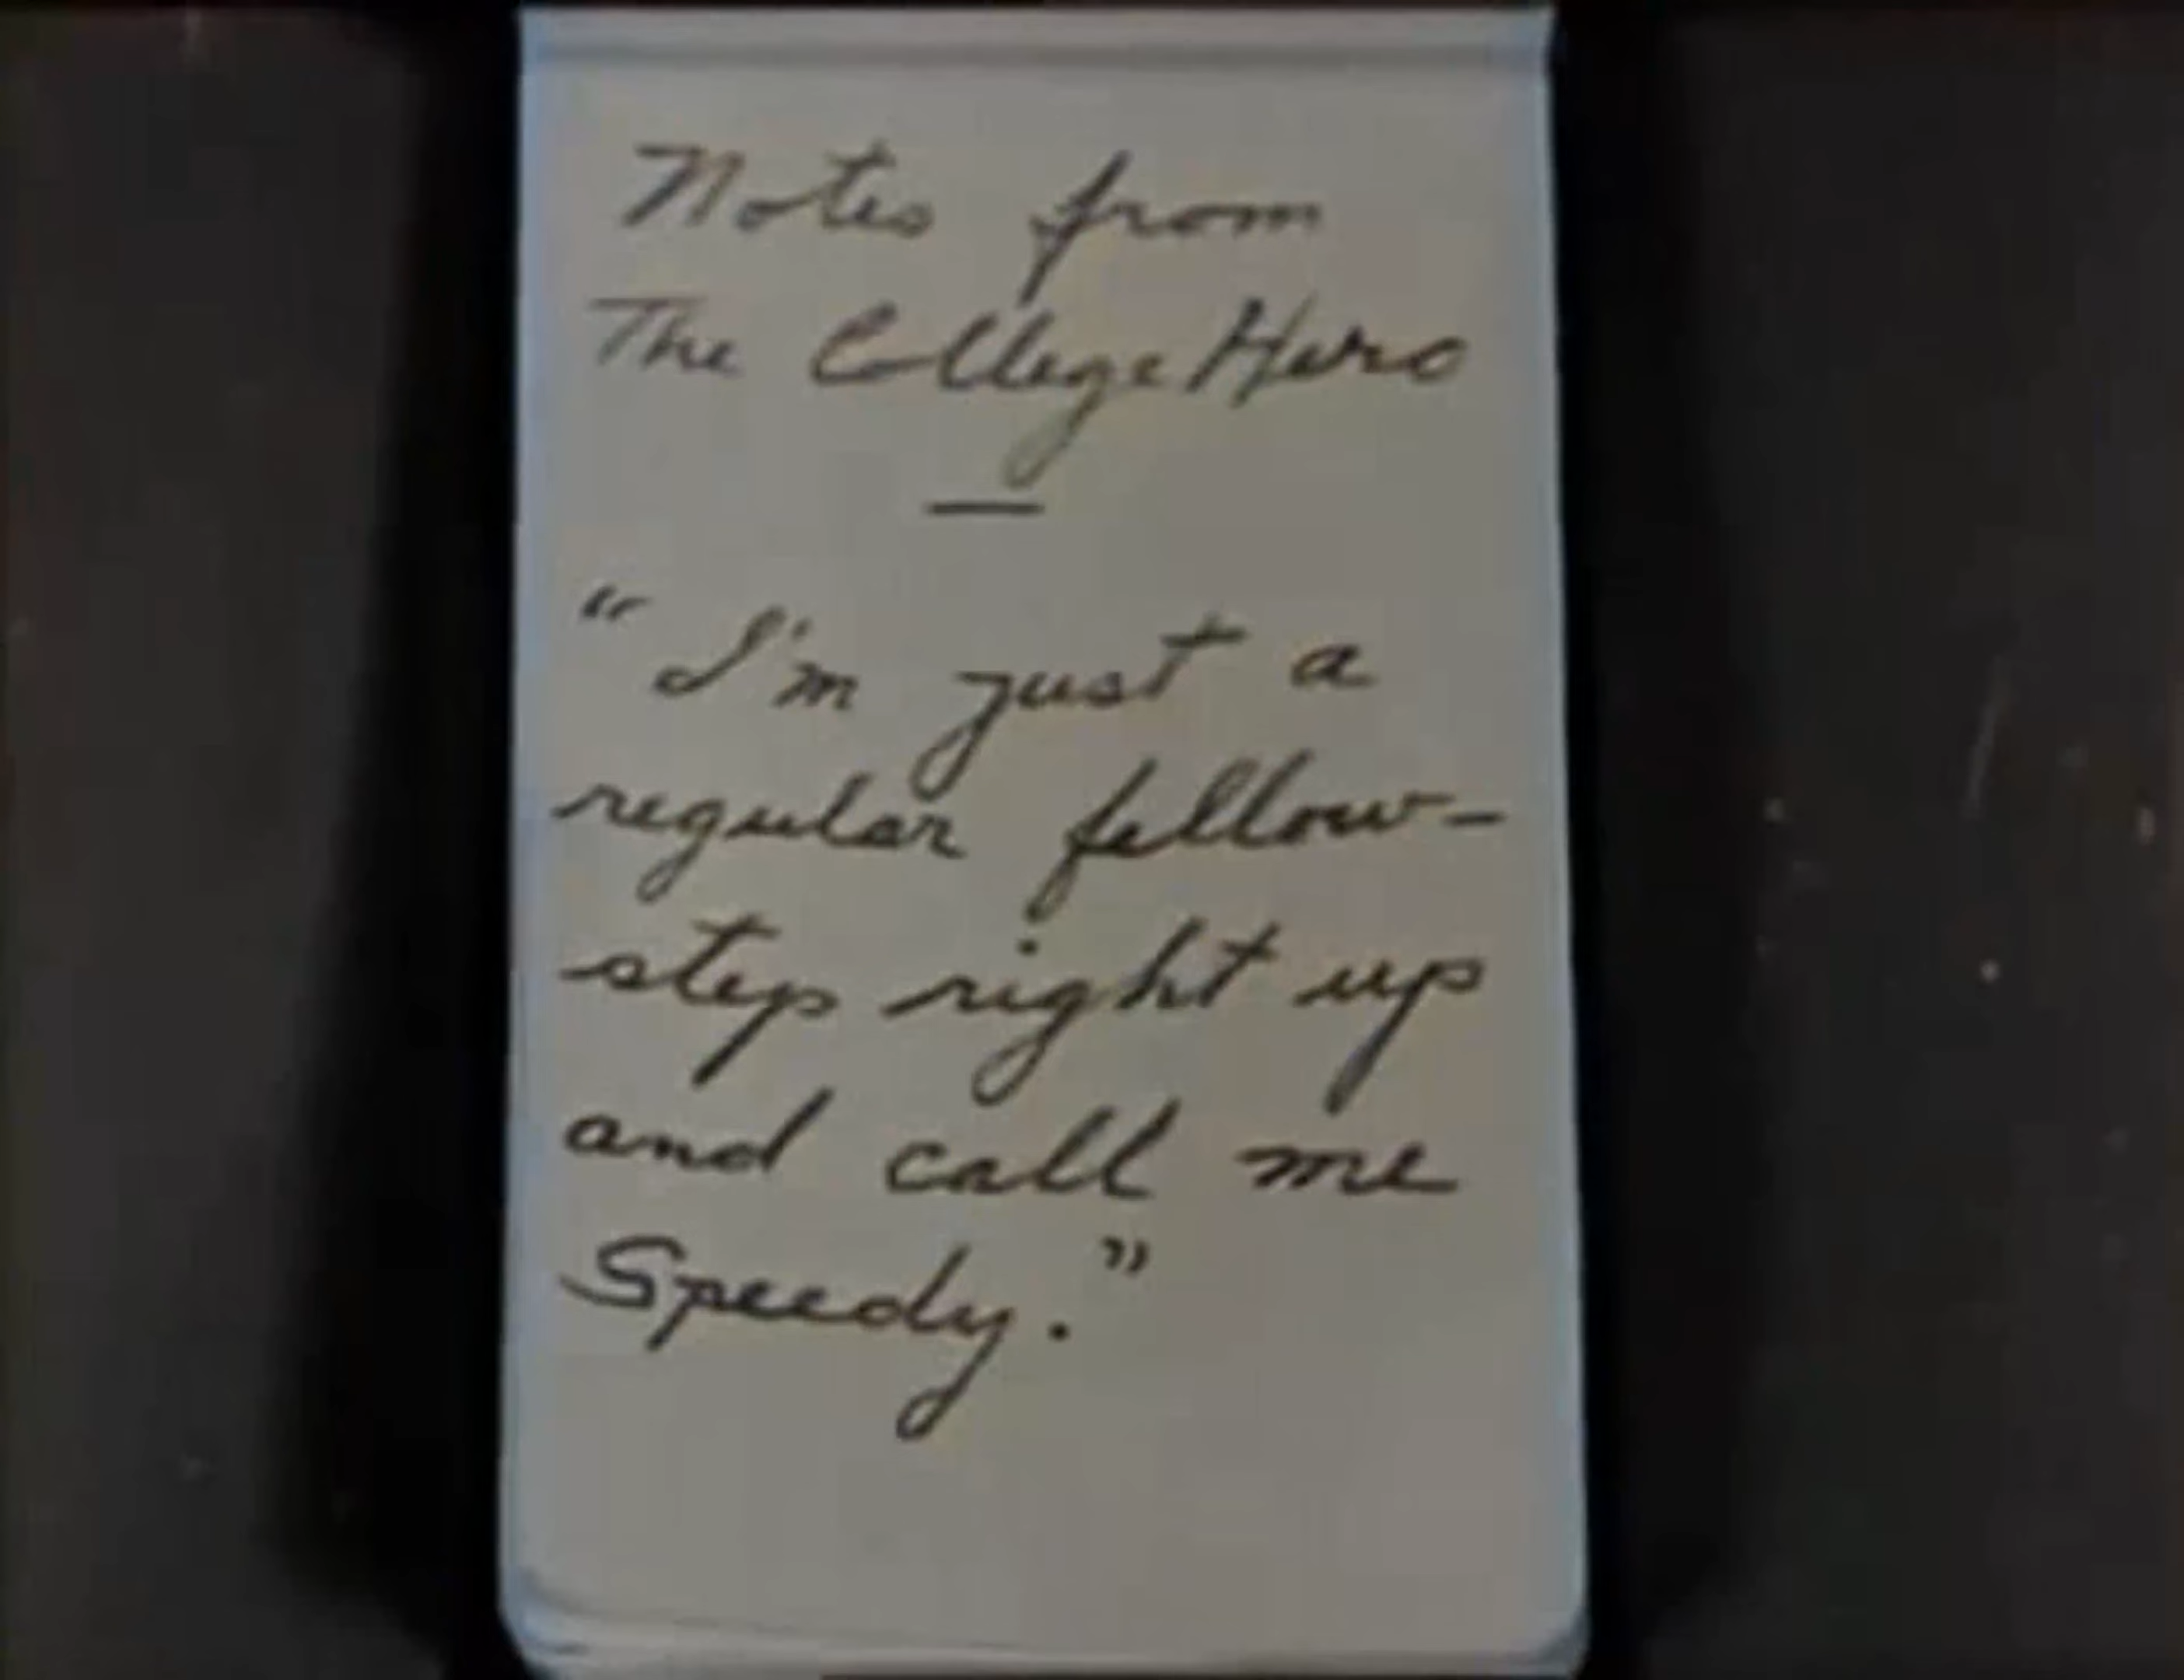 Notes from
The College Hero
—
"I'm just a
regular fellow—
step right up
and call me
Speedy."